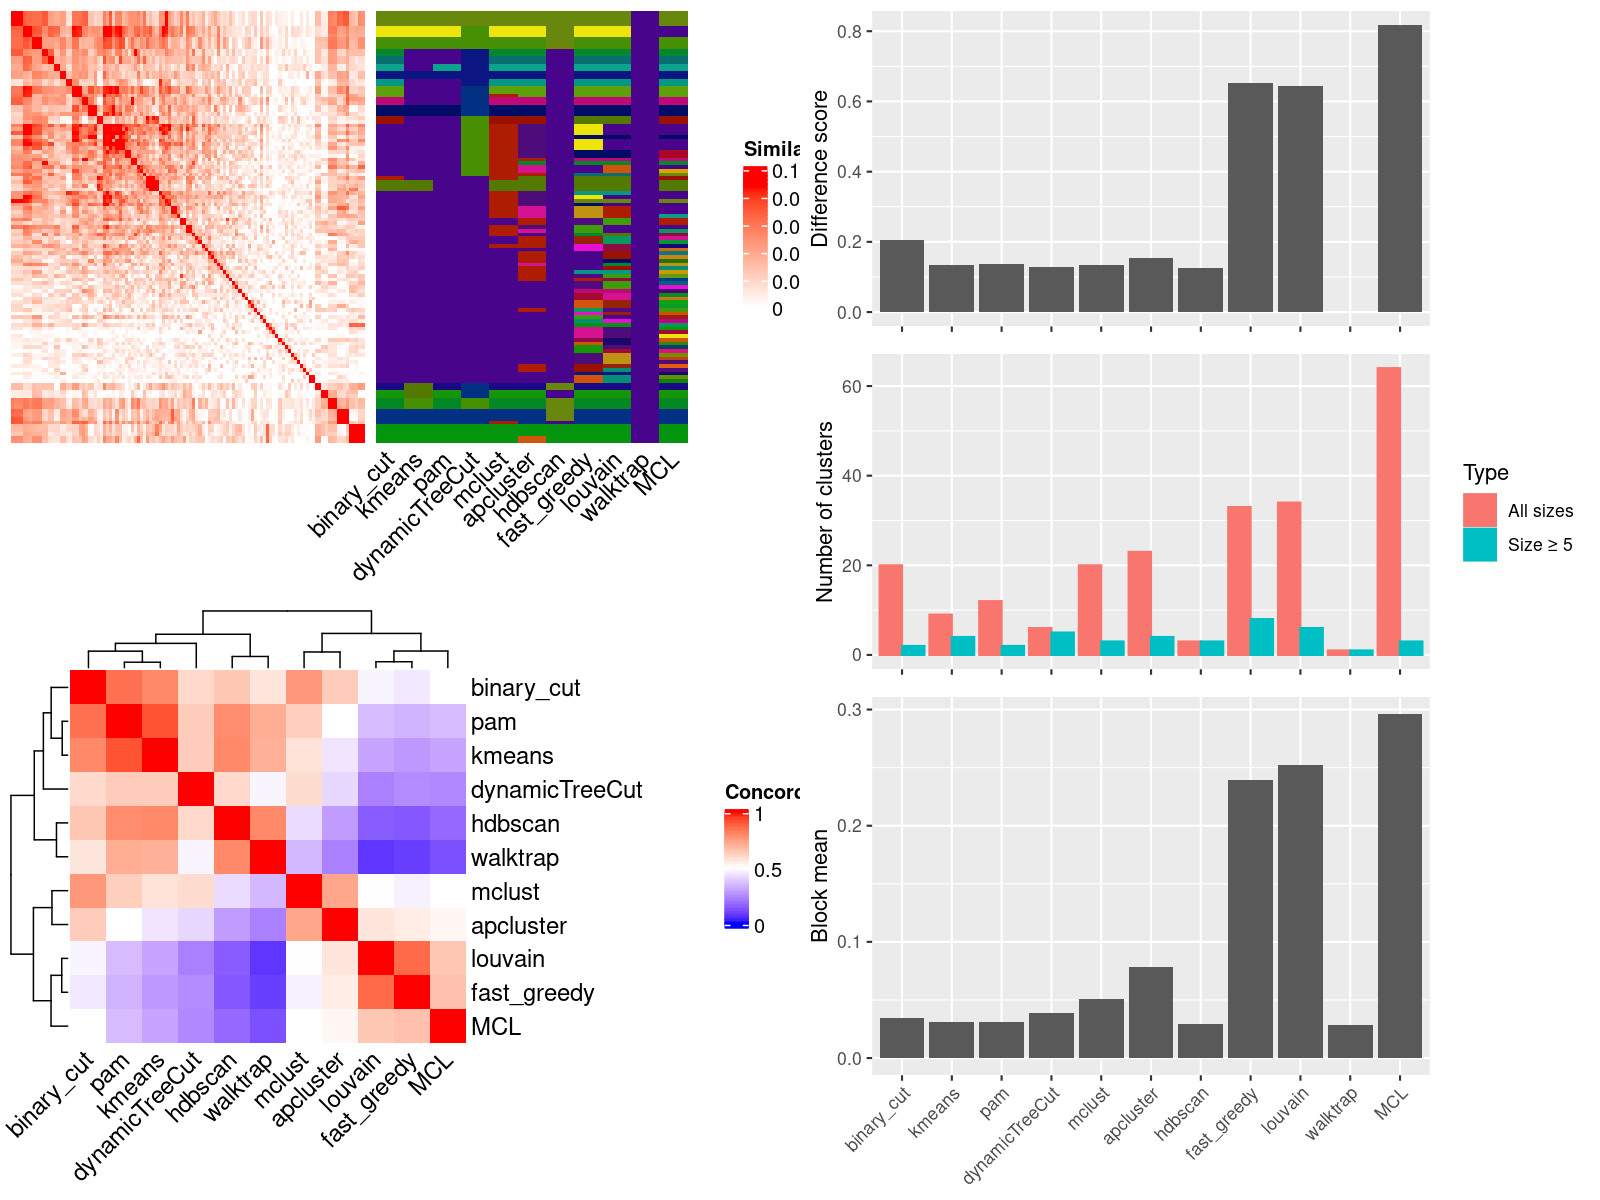 Simila
0.1
0.0
0.0
0.0
0.0
0
binary_cut
kmeans
pam
dynamicTreeCut
mclust
apcluster
hdbscan
fast_greedy
louvain
walktrap
MCL
binary_cut
pam
kmeans
dynamicTreeCut
hdbscan
walktrap
mclust
apcluster
louvain
fast_greedy
MCL
Concord
1
0.5
0
binary_cut
pam
kmeans
dynamicTreeCut
hdbscan
walktrap
mclust
apcluster
louvain
fast_greedy
MCL
Difference score
0.8
0.6
0.4
0.2
0.0
Number of clusters
60
40
20
0
Type
All sizes
Size ≥ 5
Block mean
0.3
0.2
0.1
0.0
binary_cut
kmeans
pam
dynamicTreeCut
mclust
apcluster
hdbscan
fast_greedy
louvain
walktrap
MCL